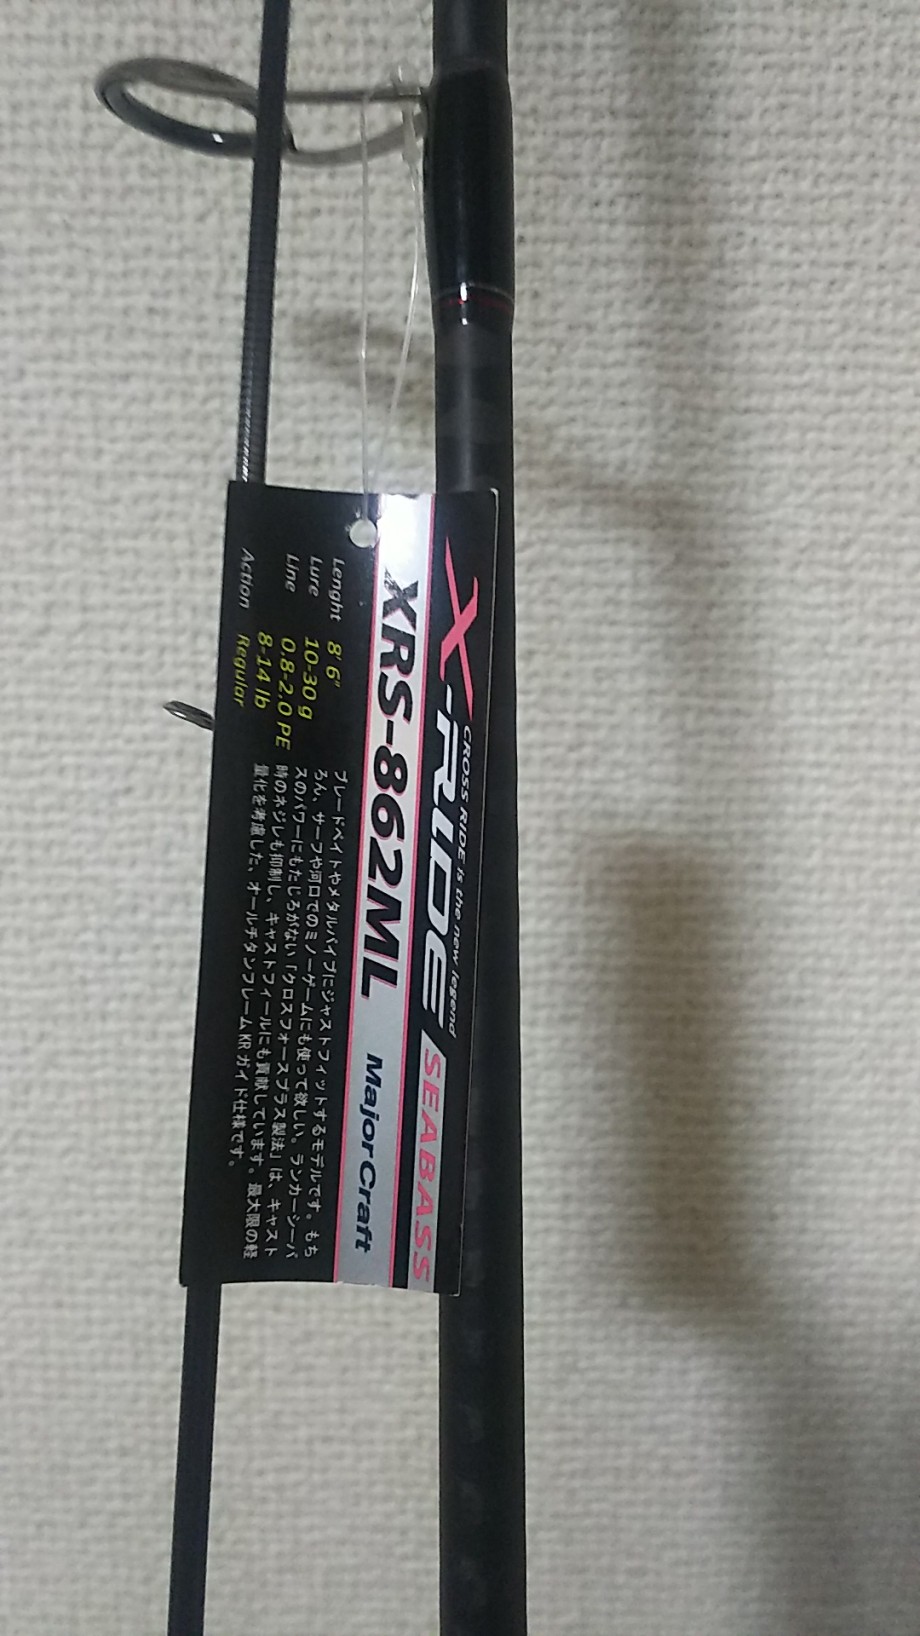 CROSS RIDE is the new legend
X-RIDE SEABASS
XRS-862ML MajorCraft
Lenght 8'6"
Lure 10-30g
Line 0.8-2.0 PE
8-14 lb
Action Regular
ブレードベイトやメタルバイブにジャストフィットするモデルです。もち
ろん、サーフや河口でのミノーゲームにも使って欲しい。ランカーシーバ
スのパワーにもたじろがない「クロスフォースプラス製法」は、キャスト
時のネジレも抑制し、キャストフィールにも貢献しています。最大限の軽
量化を考慮した、オールチタンフレームKRガイド仕様です。